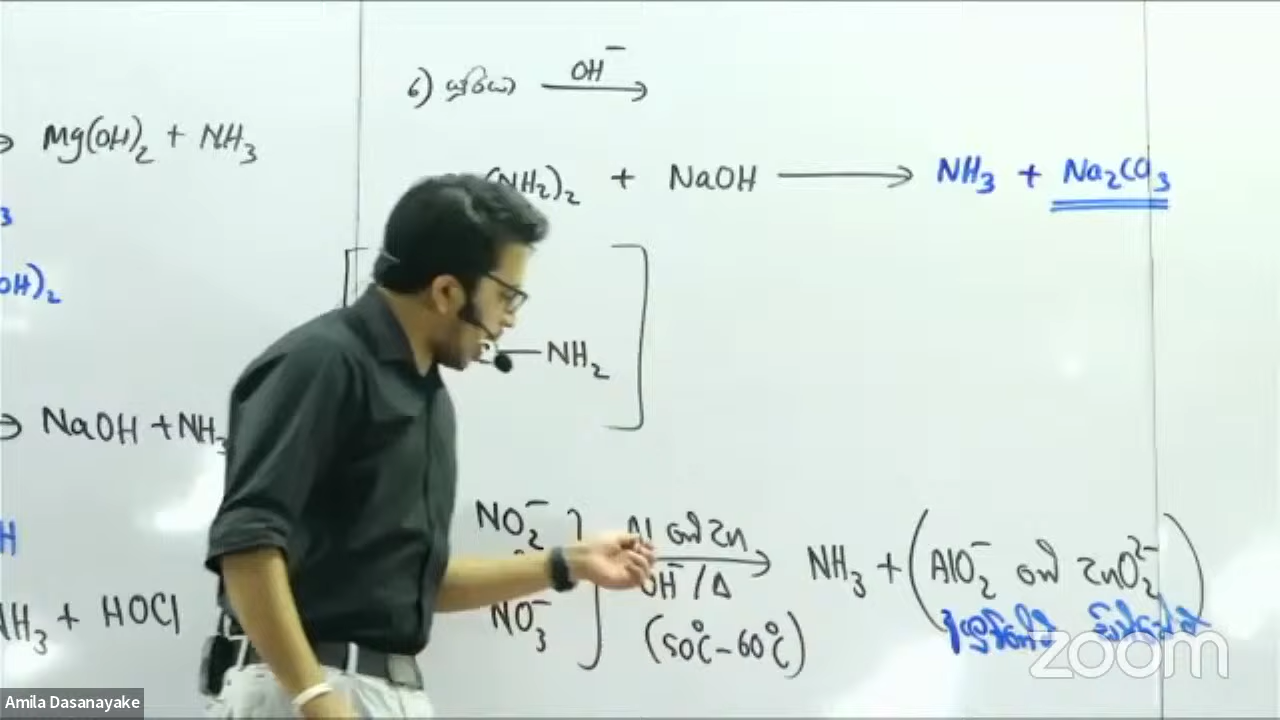 6) යූරියා OH⁻ →
→ Mg(OH)₂ + NH₃
(NH₂)₂ + NaOH → NH₃ + Na₂CO₃
3
OH)₂
C—NH₂
→ NaOH + NH₃
NO₂⁻
Al හෝ Zn →
OH⁻ / Δ
(50°C – 60°C)
NH₃ + (AlO₂⁻ හෝ ZnO₂²⁻)
H
NH₃ + HOCl
NO₃⁻
zoom
Amila Dasanayake